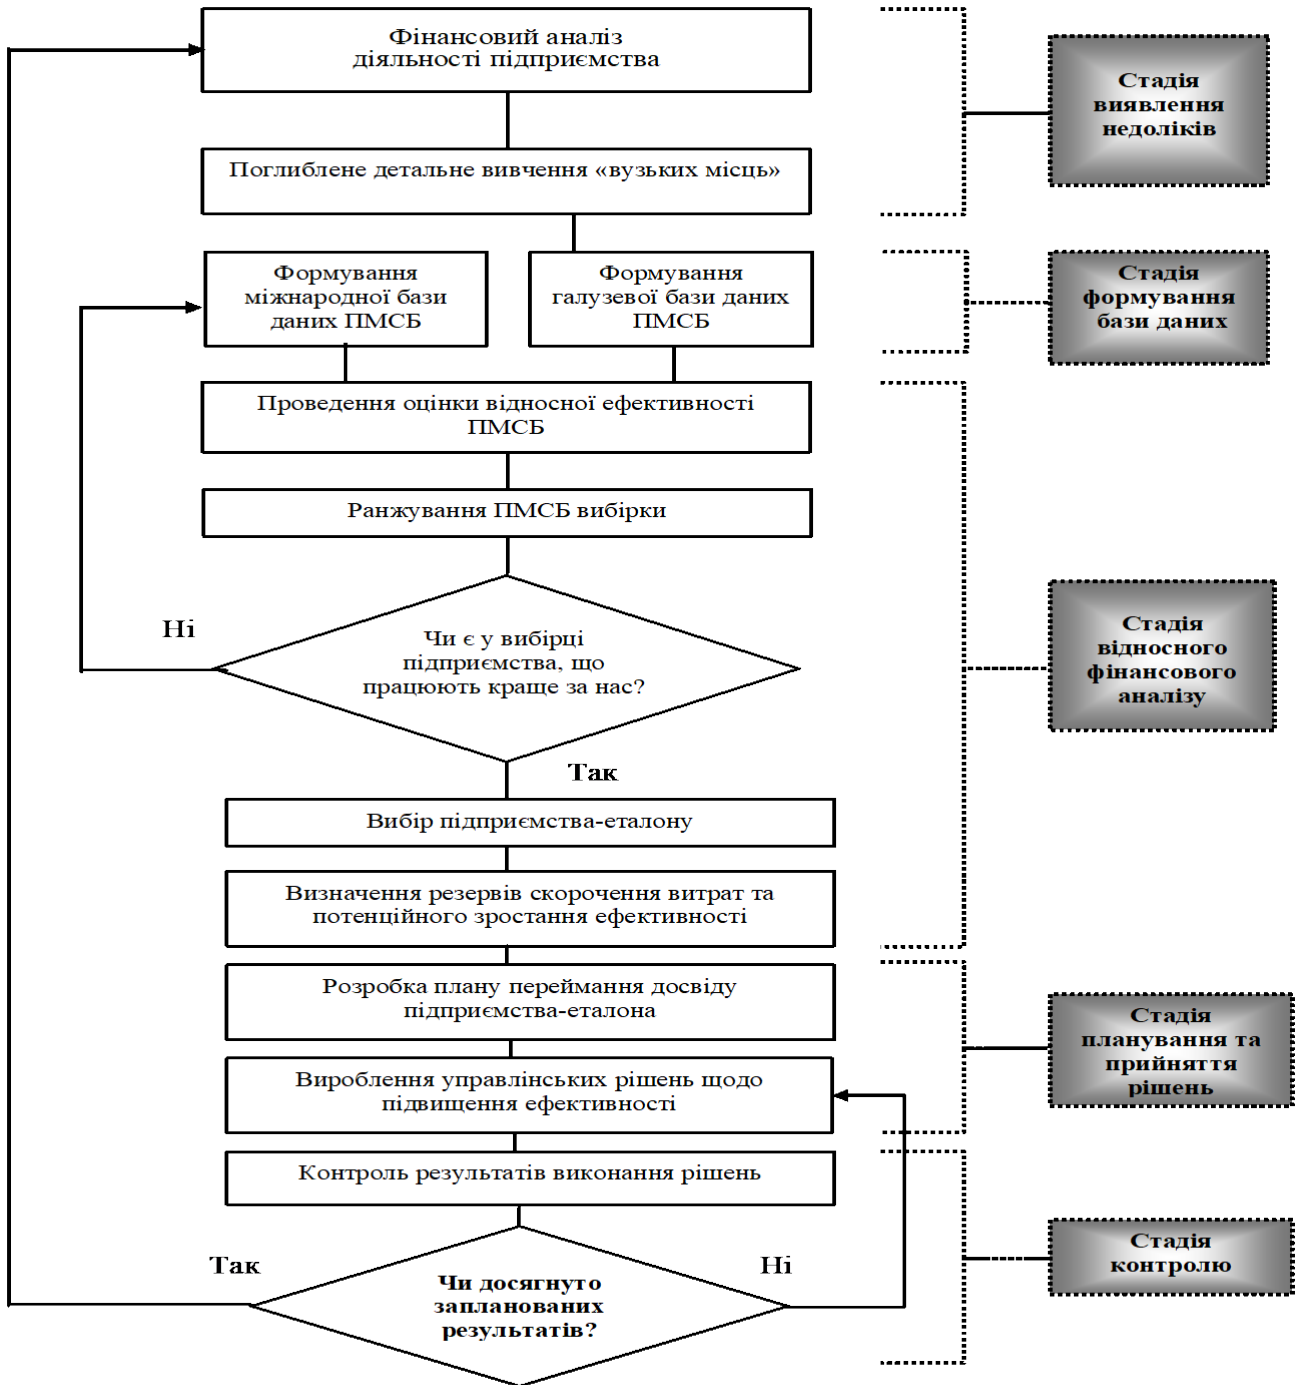 Фінансовий аналіз
діяльності підприємства
Стадія
виявлення
недоліків
Поглиблене детальне вивчення «вузьких місць»
Формування
міжнародної бази
даних ПМСБ
Формування
галузевої бази даних
ПМСБ
Стадія
формування
бази даних
Проведення оцінки відносної ефективності
ПМСБ
Ранжування ПМСБ вибірки
Ні
Чи є у вибірці
підприємства, що
працюють краще за нас?
Стадія
відносного
фінансового
аналізу
Так
Вибір підприємства-еталону
Визначення резервів скорочення витрат та
потенційного зростання ефективності
Розробка плану переймання досвіду
підприємства-еталона
Стадія
планування та
прийняття
рішень
Вироблення управлінських рішень щодо
підвищення ефективності
Контроль результатів виконання рішень
Так
Ні
Чи досягнуто
запланованих
результатів?
Стадія
контролю